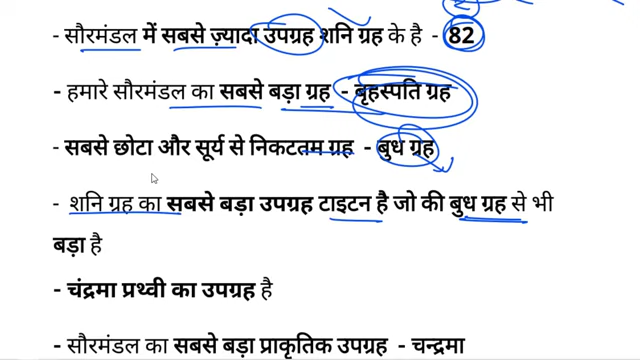 - सौरमंडल में सबसे ज़्यादा उपग्रह शनि ग्रह के है - 82
- हमारे सौरमंडल का सबसे बड़ा ग्रह - बृहस्पति ग्रह
- सबसे छोटा और सूर्य से निकटतम ग्रह - बुध ग्रह
- शनि ग्रह का सबसे बड़ा उपग्रह टाइटन है जो की बुध ग्रह से भी
बड़ा है
- चंद्रमा प्रथ्वी का उपग्रह है
- सौरमंडल का सबसे बड़ा प्राकृतिक उपग्रह - चन्द्रमा